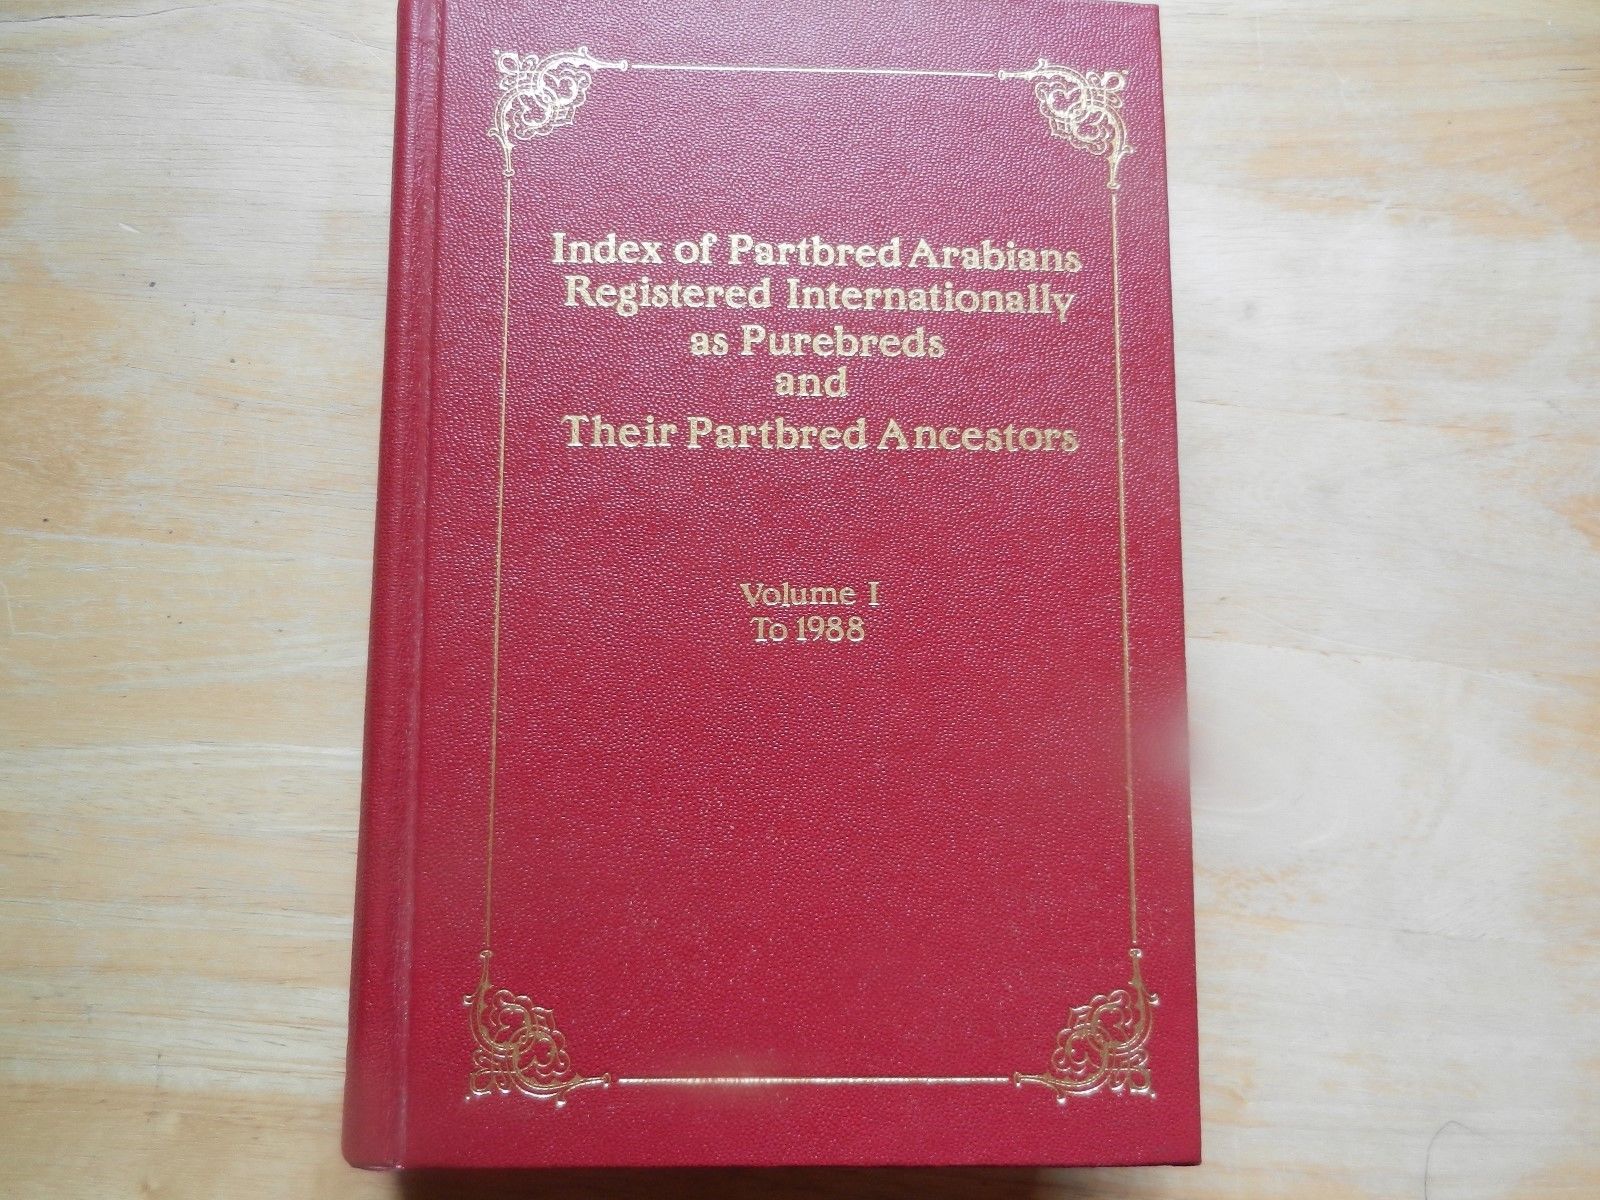 Index of Partbred Arabians
Registered Internationally
as Purebreds
and
Their Partbred Ancestors
Volume I
To 1988